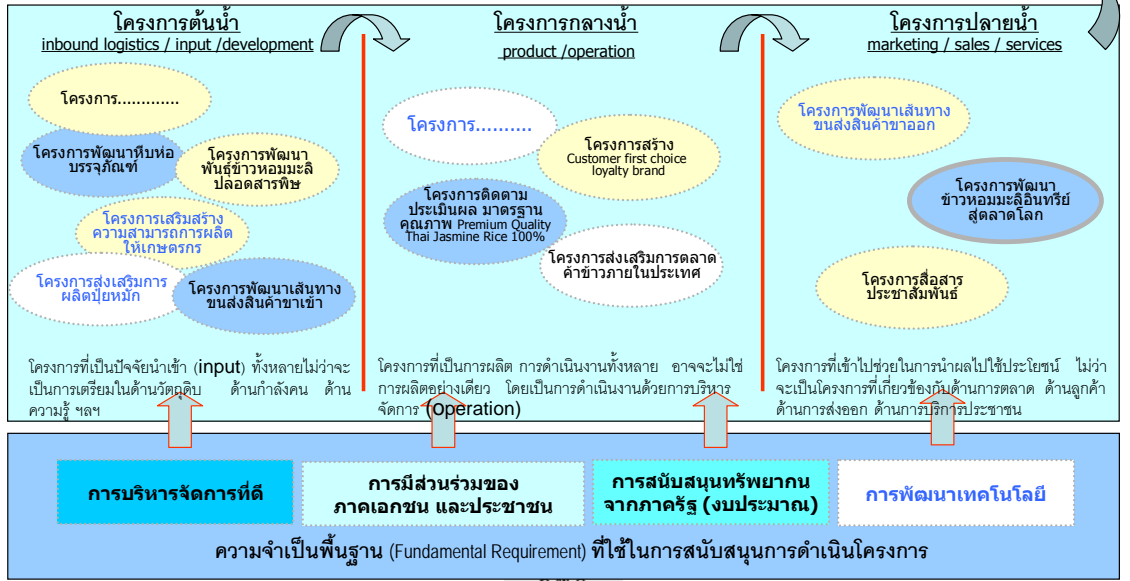 โครงการต้นน้ำ
inbound logistics / input /development
โครงการ.............
โครงการพัฒนาหีบห่อ
บรรจุภัณฑ์
โครงการพัฒนา
พันธุ์ข้าวหอมมะลิ
ปลอดสารพิษ
โครงการเสริมสร้าง
ความสามารถการผลิต
ให้เกษตรกร
โครงการส่งเสริมการ
ผลิตปุ๋ยหมัก
โครงการพัฒนาเส้นทาง
ขนส่งสินค้าขาเข้า
โครงการที่เป็นปัจจัยนำเข้า (input) ทั้งหลายไม่ว่าจะ
เป็นการเตรียมในด้านวัตถุดิบ ด้านกำลังคน ด้าน
ความรู้ ฯลฯ
โครงการกลางน้ำ
product /operation
โครงการ..........
โครงการสร้าง
Customer first choice
loyalty brand
โครงการติดตาม
ประเมินผล มาตรฐาน
คุณภาพ Premium Quality
Thai Jasmine Rice 100%
โครงการส่งเสริมการตลาด
ค้าข้าวภายในประเทศ
โครงการที่เป็นการผลิต การดำเนินงานทั้งหลาย อาจจะไม่ใช่
การผลิตอย่างเดียว โดยเป็นการดำเนินงานด้วยการบริหาร
จัดการ (operation)
โครงการปลายน้ำ
marketing / sales / services
โครงการพัฒนาเส้นทาง
ขนส่งสินค้าขาออก
โครงการพัฒนา
ข้าวหอมมะลิอินทรีย์
สู่ตลาดโลก
โครงการสื่อสาร
ประชาสัมพันธ์
โครงการที่เข้าไปช่วยในการนำผลไปใช้ประโยชน์ ไม่ว่า
จะเป็นโครงการที่เกี่ยวข้องกับด้านการตลาด ด้านลูกค้า
ด้านการส่งออก ด้านการบริการประชาชน
การบริหารจัดการที่ดี
การมีส่วนร่วมของ
ภาคเอกชน และประชาชน
การสนับสนุนทรัพยากน
จากภาครัฐ (งบประมาณ)
การพัฒนาเทคโนโลยี
ความจำเป็นพื้นฐาน (Fundamental Requirement) ที่ใช้ในการสนับสนุนการดำเนินโครงการ